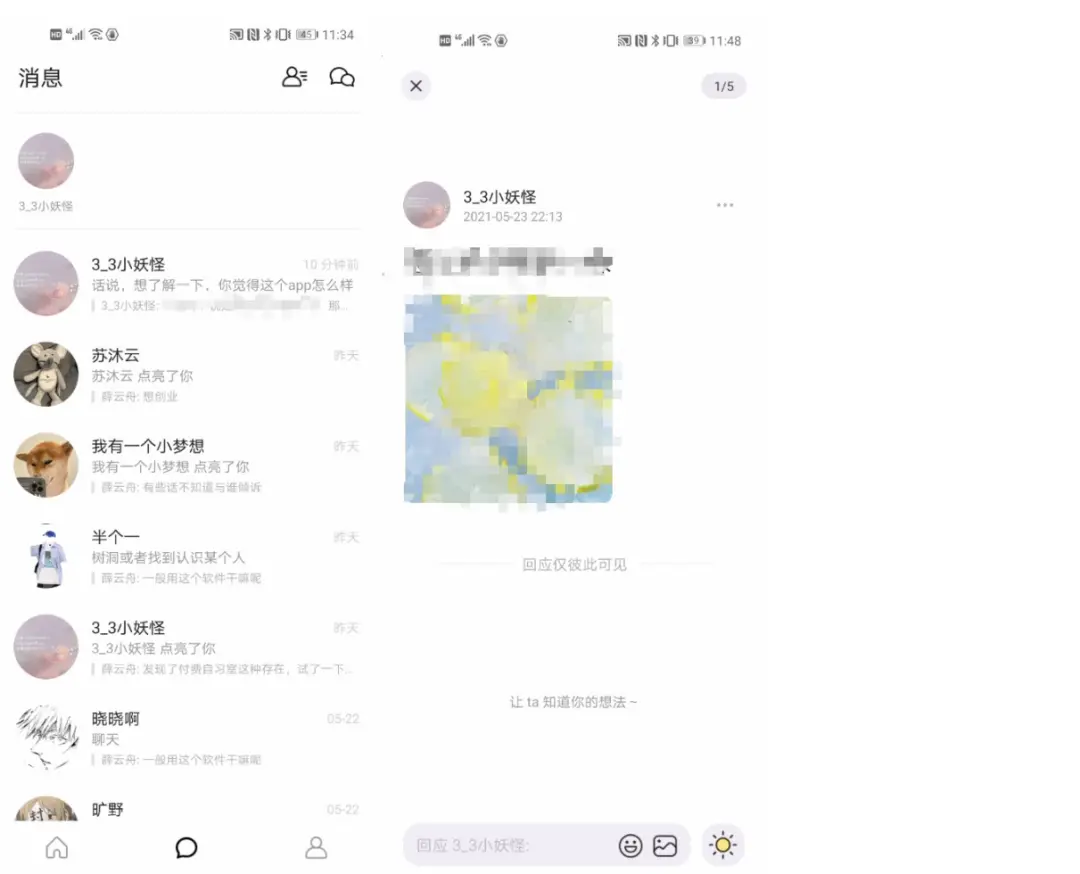 HD 4G 45 11:34
消息
3_3小妖怪
3_3小妖怪 10 分钟前
话说，想了解一下，你觉得这个app怎么样
3_3小妖怪: 那...
苏沐云 昨天
苏沐云 点亮了你
薛云舟: 想创业
我有一个小梦想 昨天
我有一个小梦想 点亮了你
薛云舟: 有些话不知道与谁倾诉
半个一 昨天
树洞或者找到认识某个人
薛云舟: 一般用这个软件干嘛呢
3_3小妖怪 昨天
3_3小妖怪 点亮了你
薛云舟: 发现了付费自习室这种存在，试了一下...
晓晓啊 05-22
聊天
薛云舟: 一般用这个软件干嘛呢
旷野 05-22
HD 4G 39 11:48
1/5
3_3小妖怪
2021-05-23 22:13
回应仅彼此可见
让 ta 知道你的想法 ~
回应 3_3小妖怪: